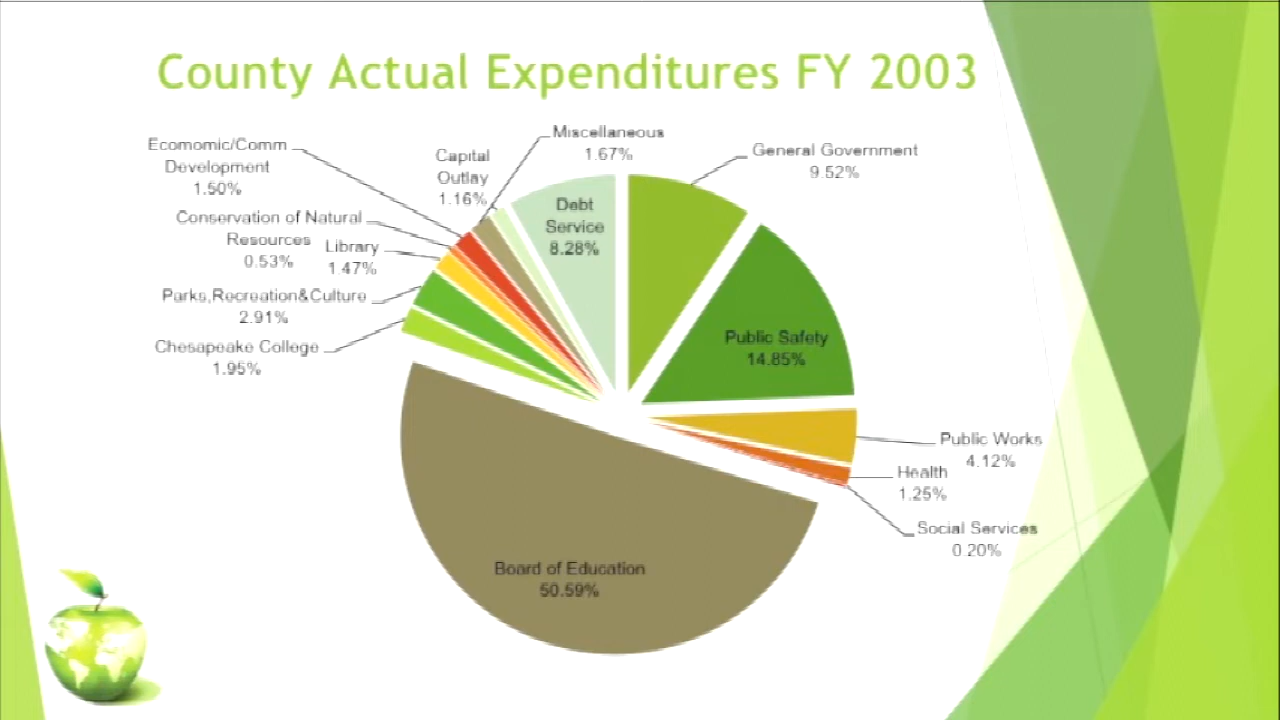 County Actual Expenditures FY 2003
Miscellaneous
1.67%
General Government
9.52%
Ecomomic/Comm
Development
1.50%
Capital
Outlay
1.16%
Debt
Service
8.28%
Conservation of Natural
Resources
0.53%
Library
1.47%
Parks,Recreation&Culture
2.91%
Chesapeake College
1.95%
Public Safety
14.85%
Public Works
4.12%
Health
1.25%
Social Services
0.20%
Board of Education
50.59%